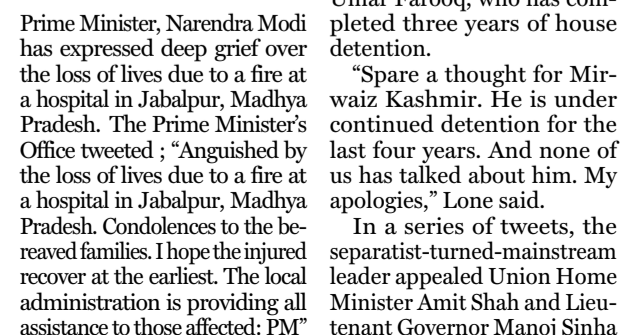 Prime Minister, Narendra Modi
has expressed deep grief over
the loss of lives due to a fire at
a hospital in Jabalpur, Madhya
Pradesh. The Prime Minister's
Office tweeted ; “Anguished by
the loss of lives due to a fire at
a hospital in Jabalpur, Madhya
Pradesh. Condolences to the be-
reaved families. I hope the injured
recover at the earliest. The local
administration is providing all
assistance to those affected: PM”
Umar Farooq, who has com-
pleted three years of house
detention.
“Spare a thought for Mir-
waiz Kashmir. He is under
continued detention for the
last four years. And none of
us has talked about him. My
apologies,” Lone said.
In a series of tweets, the
separatist-turned-mainstream
leader appealed Union Home
Minister Amit Shah and Lieu-
tenant Governor Manoj Sinha